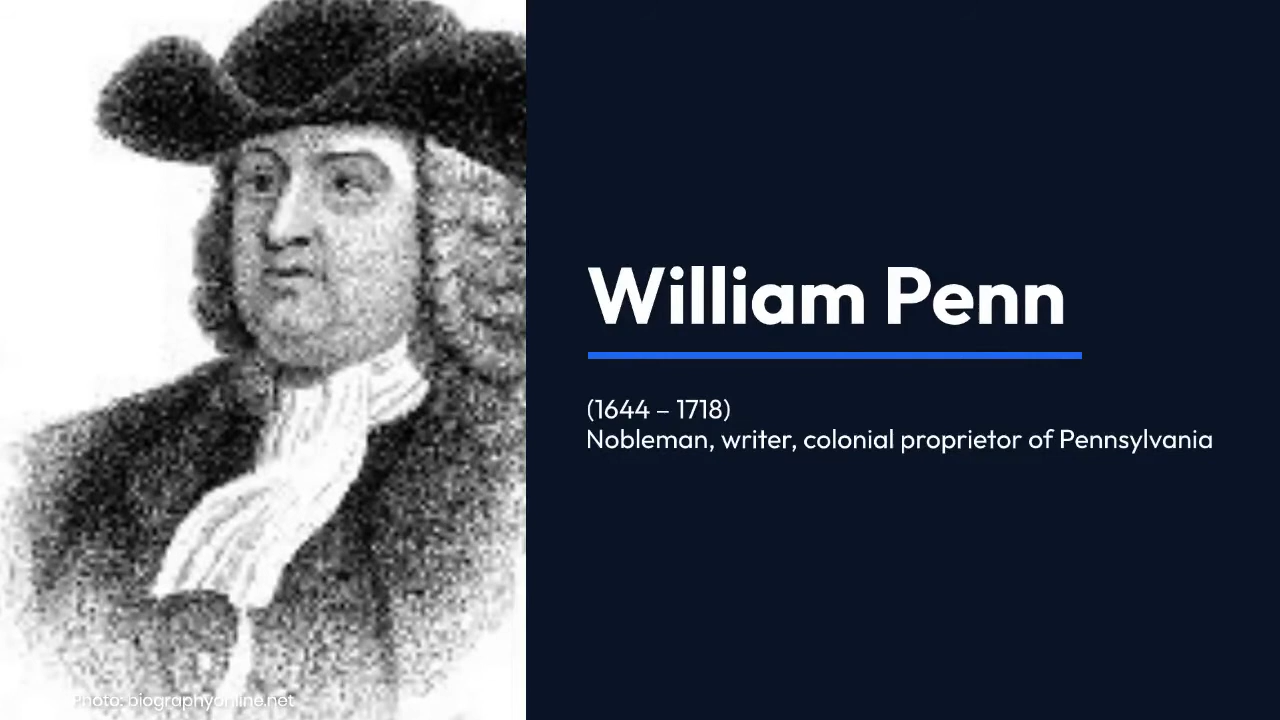 William Penn
(1644 – 1718)
Nobleman, writer, colonial proprietor of Pennsylvania
Photo: biographyonline.net